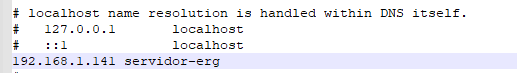 # localhost name resolution is handled within DNS itself.
#    127.0.0.1       localhost
#    ::1             localhost
192.168.1.141 servidor-erg